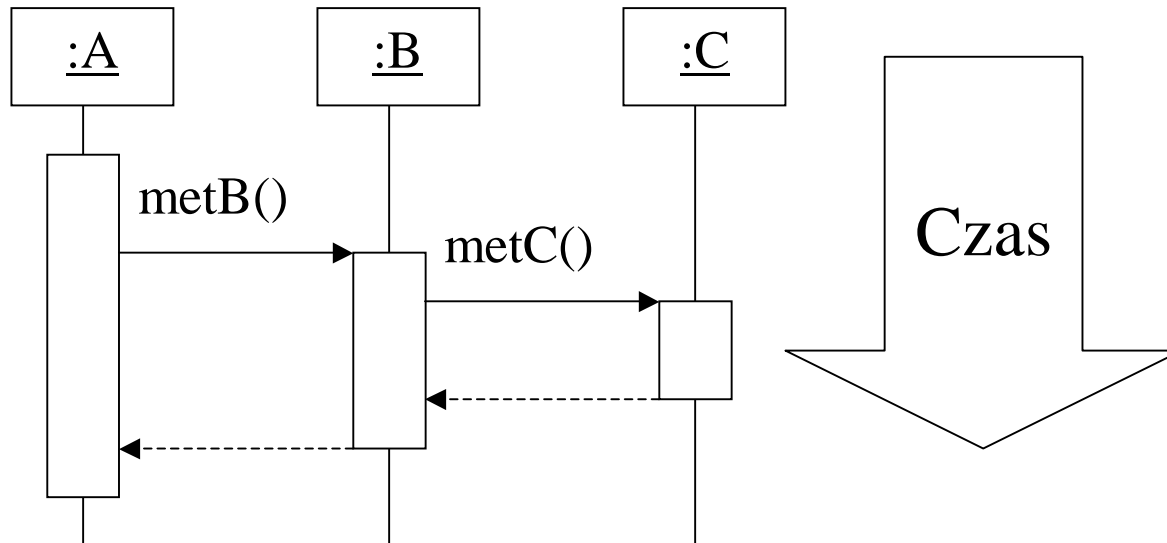 :A
:B
:C
metB()
metC()
Czas